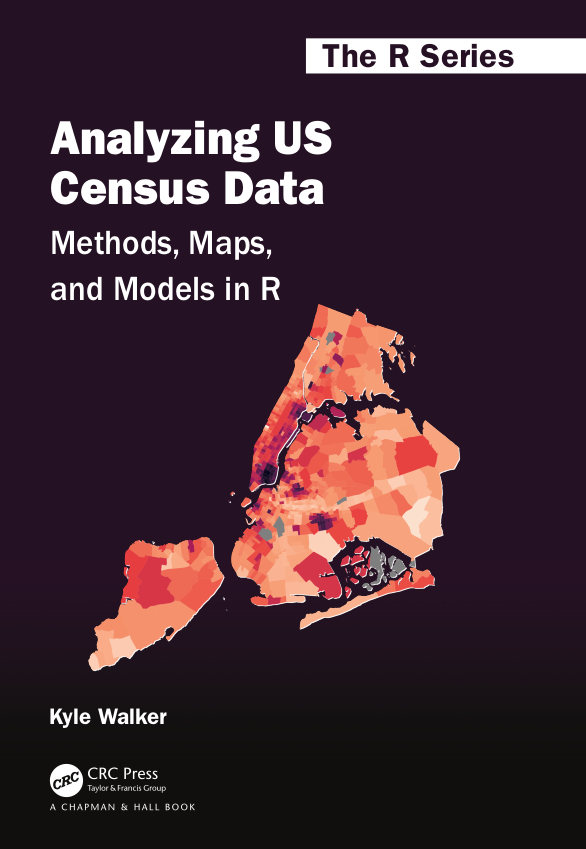 The R Series
Analyzing US
Census Data
Methods, Maps,
and Models in R
Kyle Walker
CRC
CRC Press
Taylor & Francis Group
A CHAPMAN & HALL BOOK